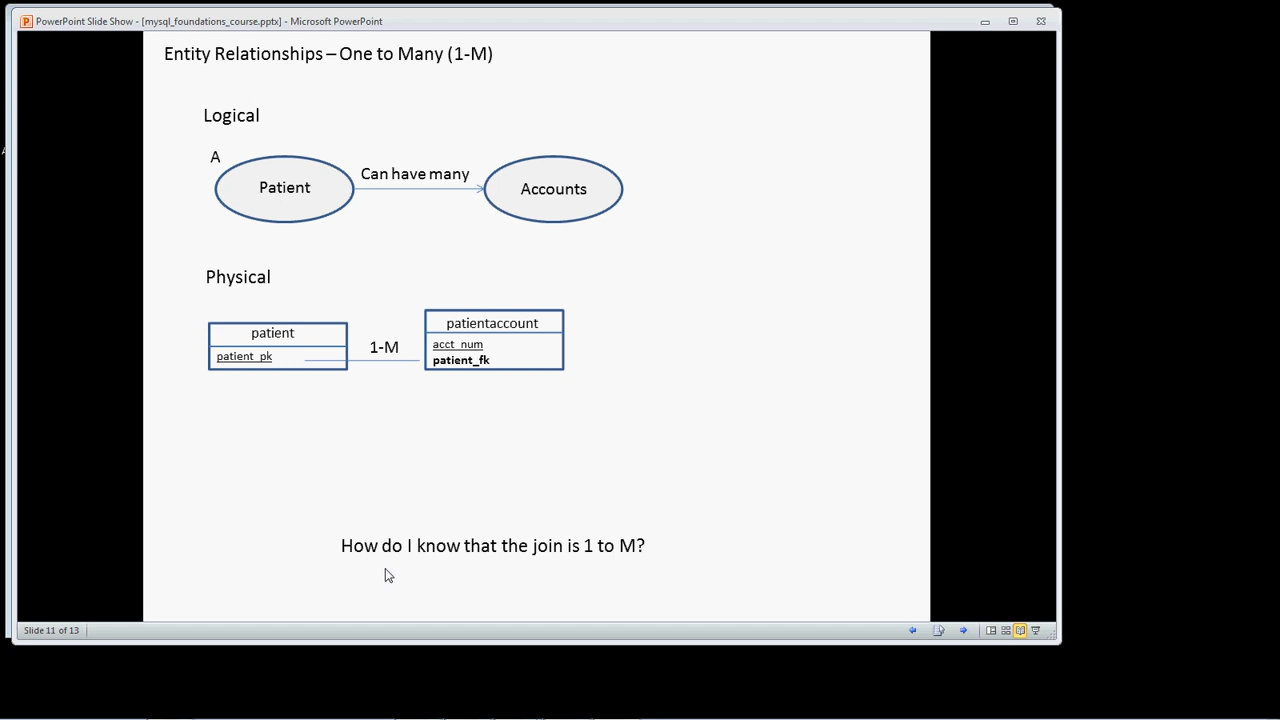 PowerPoint Slide Show - [mysql_foundations_course.pptx] - Microsoft PowerPoint
Entity Relationships – One to Many (1-M)
Logical
A
Patient
Can have many
Accounts
Physical
patient
patient_pk
1-M
patientaccount
acct_num
patient_fk
How do I know that the join is 1 to M?
Slide 11 of 13